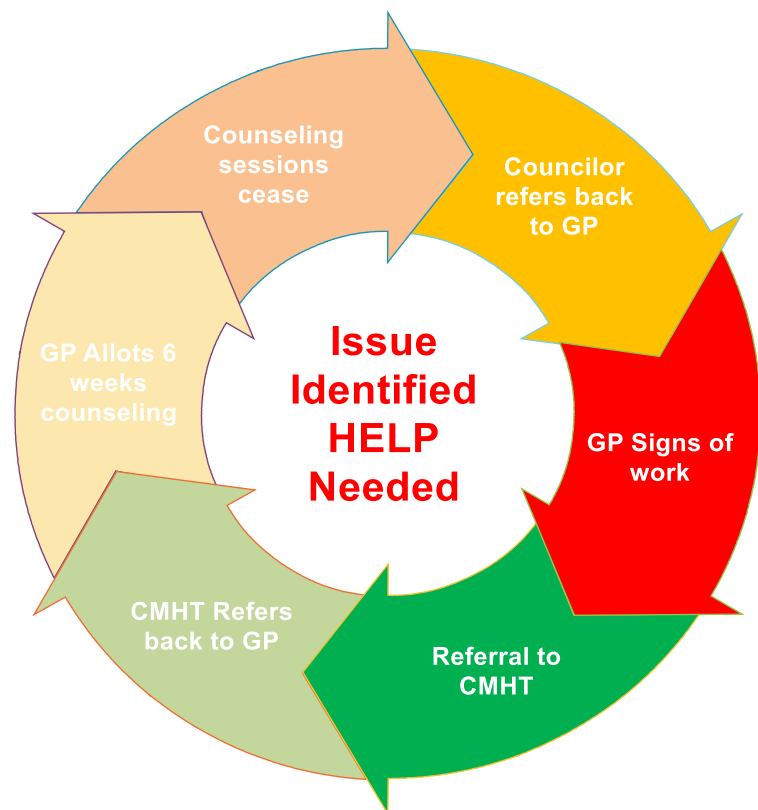 Counseling
sessions
cease
Councilor
refers back
to GP
Issue
Identified
HELP
Needed
GP Allots 6
weeks
counseling
GP Signs of
work
CMHT Refers
back to GP
Referral to
CMHT